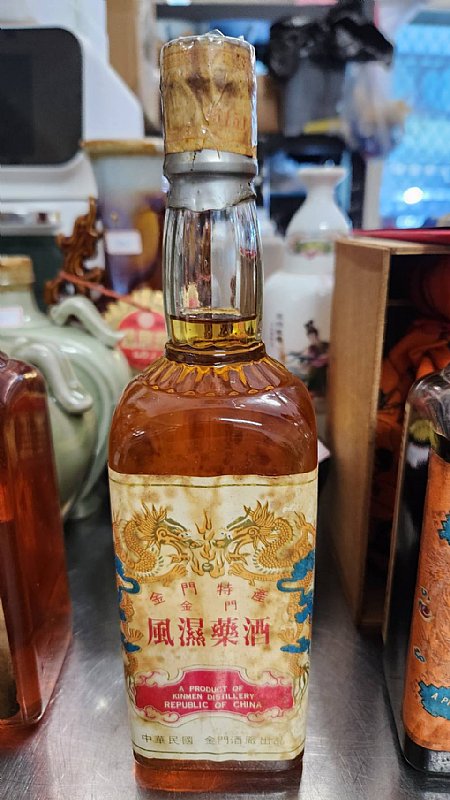 金門特產
金門
風濕藥酒
A PRODUCT OF
KINMEN DISTILLERY
REPUBLIC OF CHINA
中華民國 金門酒廠出品